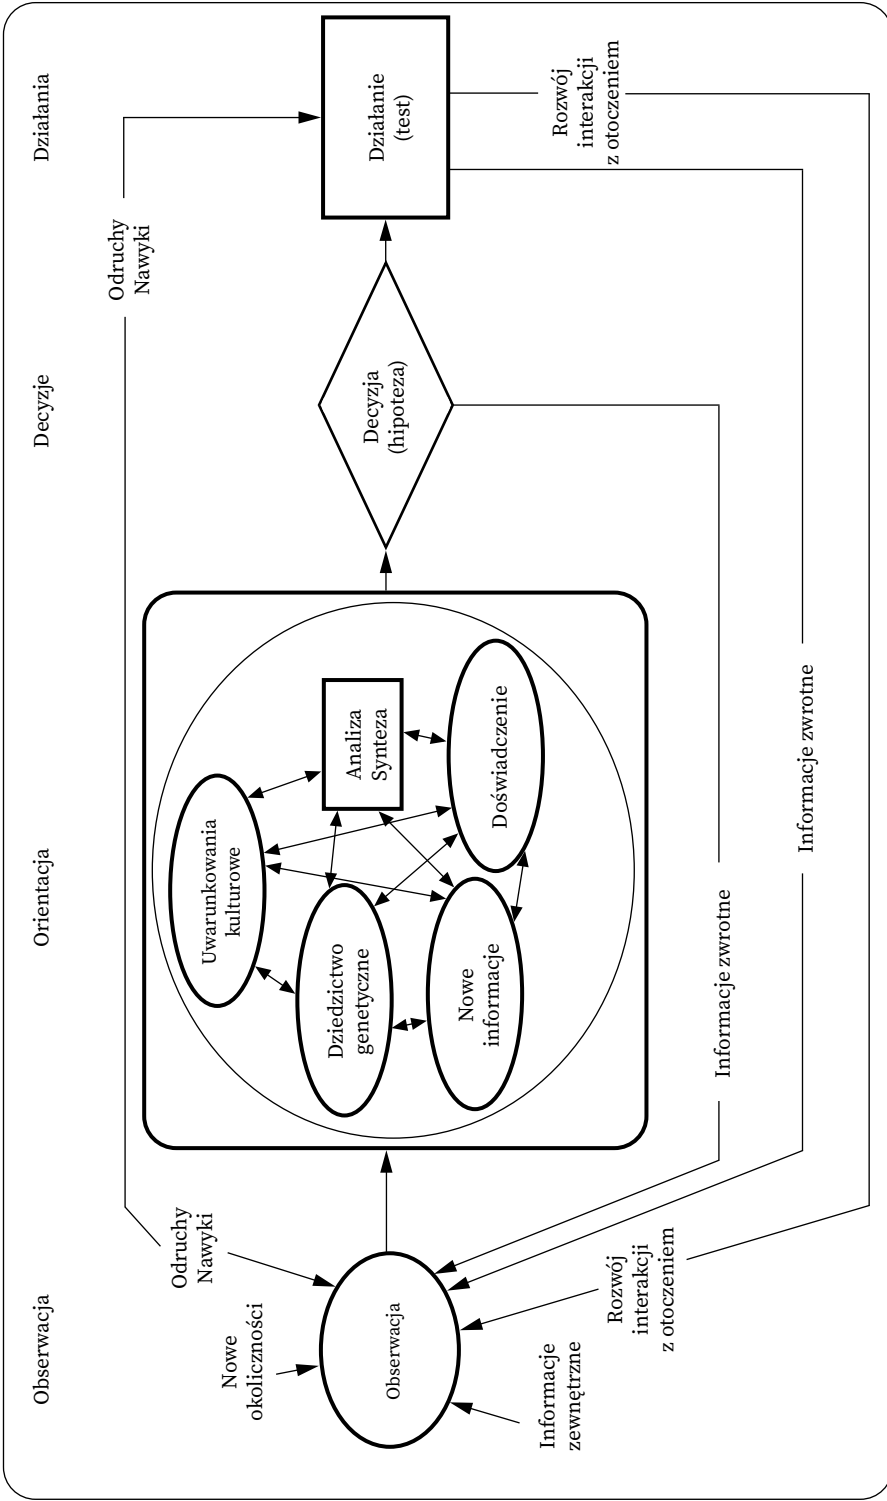 Obserwacja
Orientacja
Decyzje
Działania
Odruchy
Nawyki
Odruchy
Nawyki
Nowe
okoliczności
Obserwacja
Informacje
zewnętrzne
Rozwój
interakcji
z otoczeniem
Uwarunkowania
kulturowe
Dziedzictwo
genetyczne
Nowe
informacje
Analiza
Synteza
Doświadczenie
Decyzja
(hipoteza)
Działanie
(test)
Informacje zwrotne
Informacje zwrotne
Rozwój
interakcji
z otoczeniem